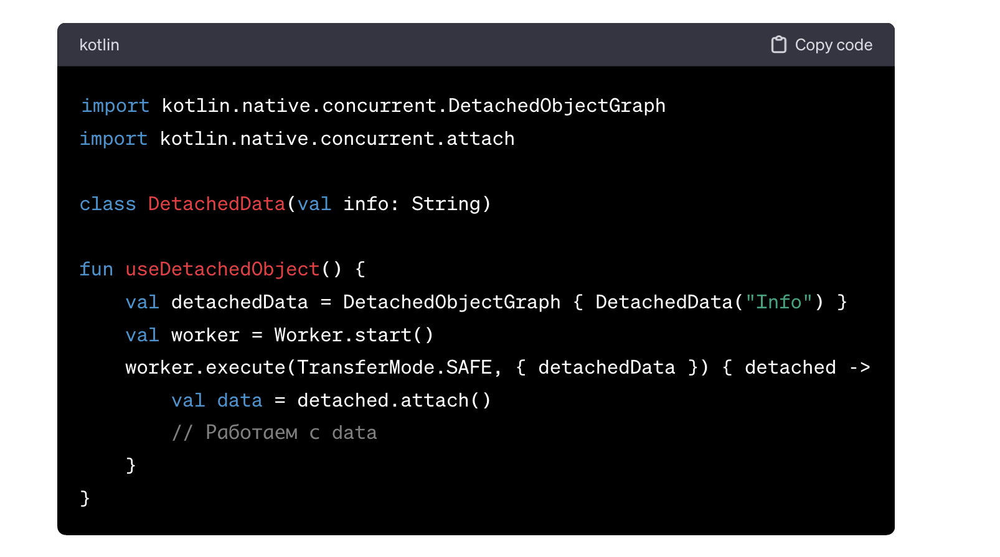 kotlin
Copy code
import kotlin.native.concurrent.DetachedObjectGraph
import kotlin.native.concurrent.attach
class DetachedData(val info: String)
fun useDetachedObject() {
    val detachedData = DetachedObjectGraph { DetachedData("Info") }
    val worker = Worker.start()
    worker.execute(TransferMode.SAFE, { detachedData }) { detached ->
        val data = detached.attach()
        // Работаем с data
    }
}